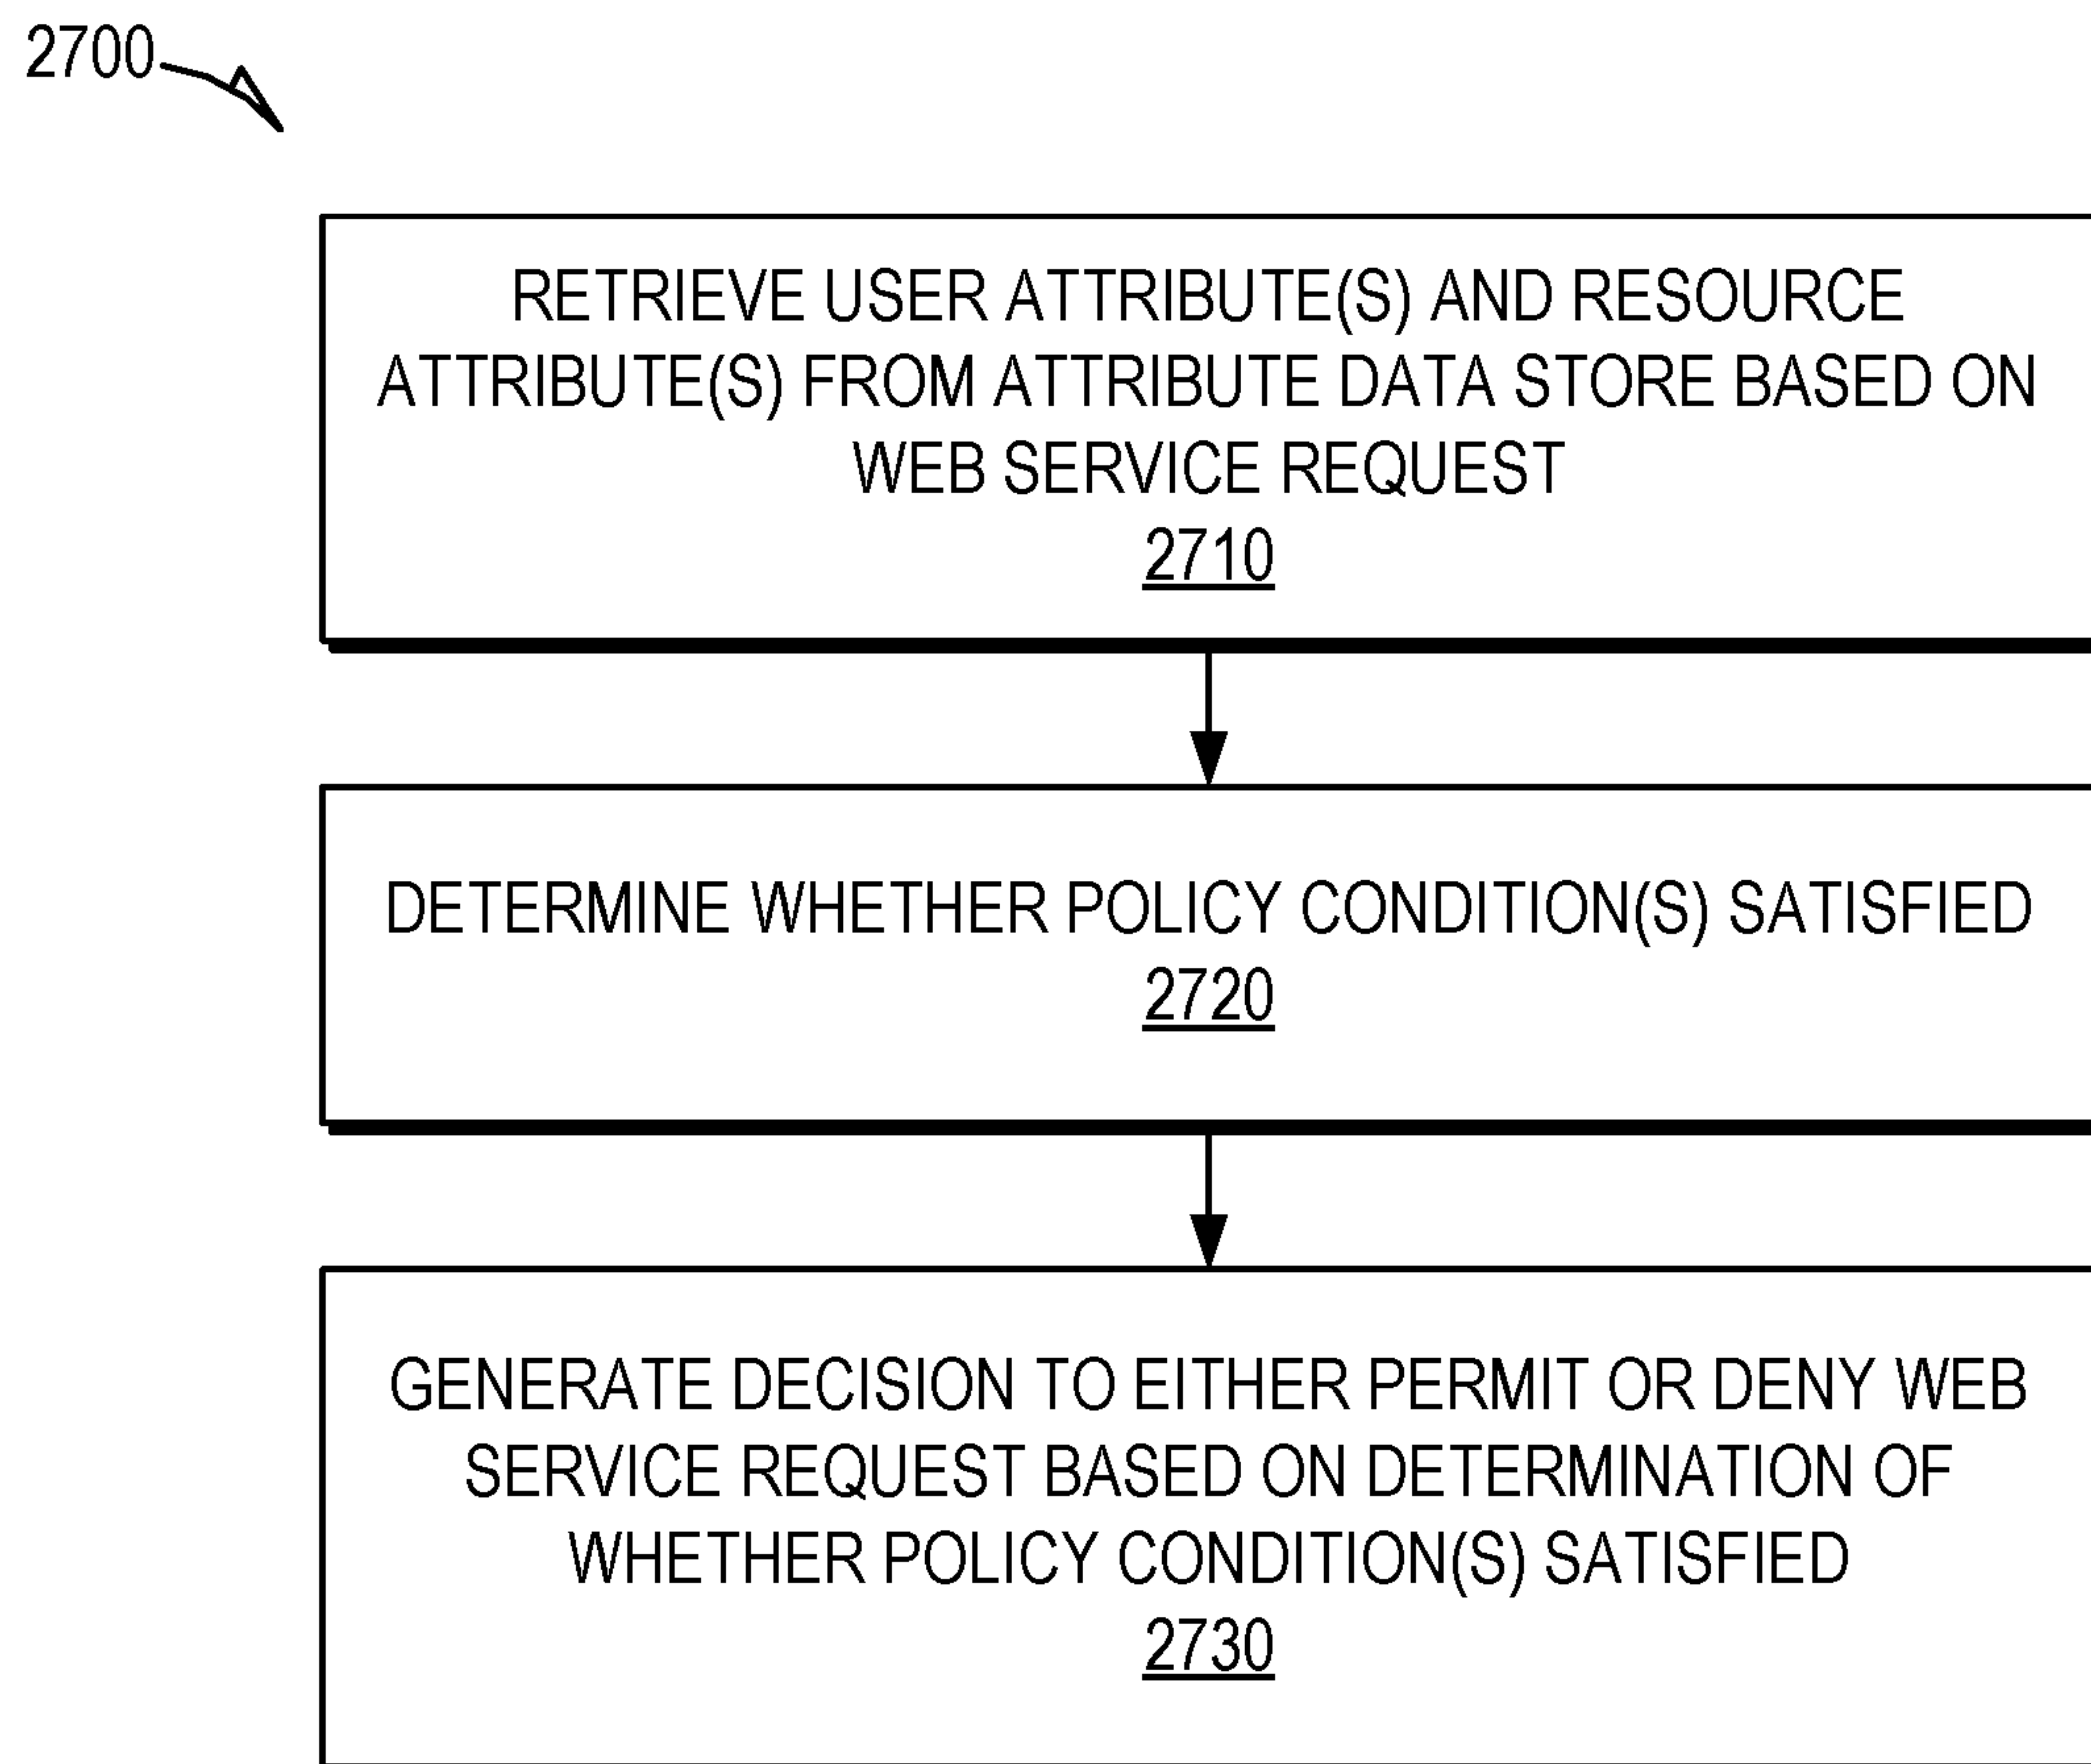 2700
RETRIEVE USER ATTRIBUTE(S) AND RESOURCE
ATTRIBUTE(S) FROM ATTRIBUTE DATA STORE BASED ON
WEB SERVICE REQUEST
2710
DETERMINE WHETHER POLICY CONDITION(S) SATISFIED
2720
GENERATE DECISION TO EITHER PERMIT OR DENY WEB
SERVICE REQUEST BASED ON DETERMINATION OF
WHETHER POLICY CONDITION(S) SATISFIED
2730